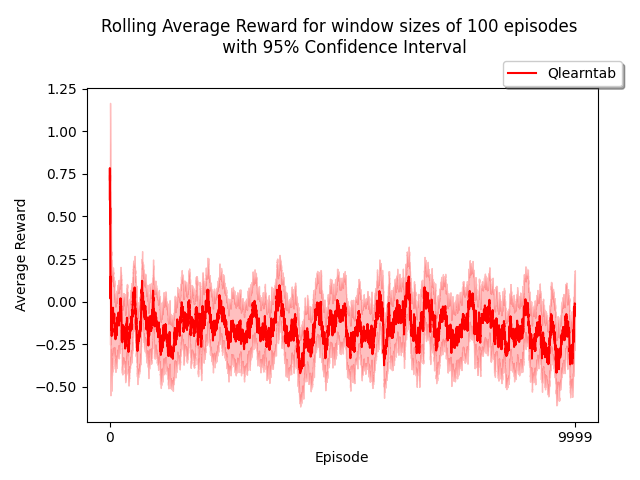 Rolling Average Reward for window sizes of 100 episodes
with 95% Confidence Interval
Qlearntab
1.25
1.00
0.75
0.50
0.25
0.00
−0.25
−0.50
Average Reward
0
9999
Episode